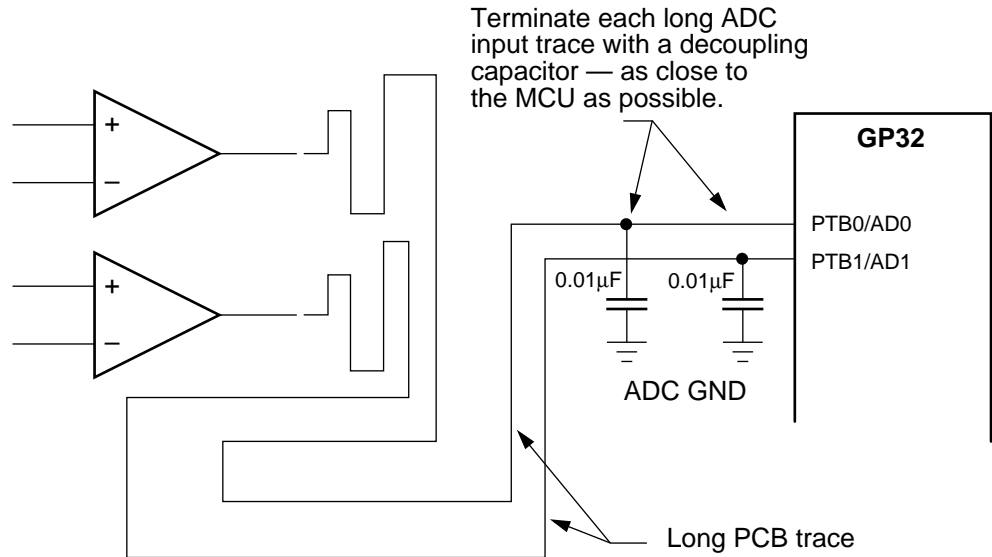 Terminate each long ADC
input trace with a decoupling
capacitor — as close to
the MCU as possible.
GP32
+
−
PTB0/AD0
PTB1/AD1
+
−
0.01μF
0.01μF
ADC GND
Long PCB trace